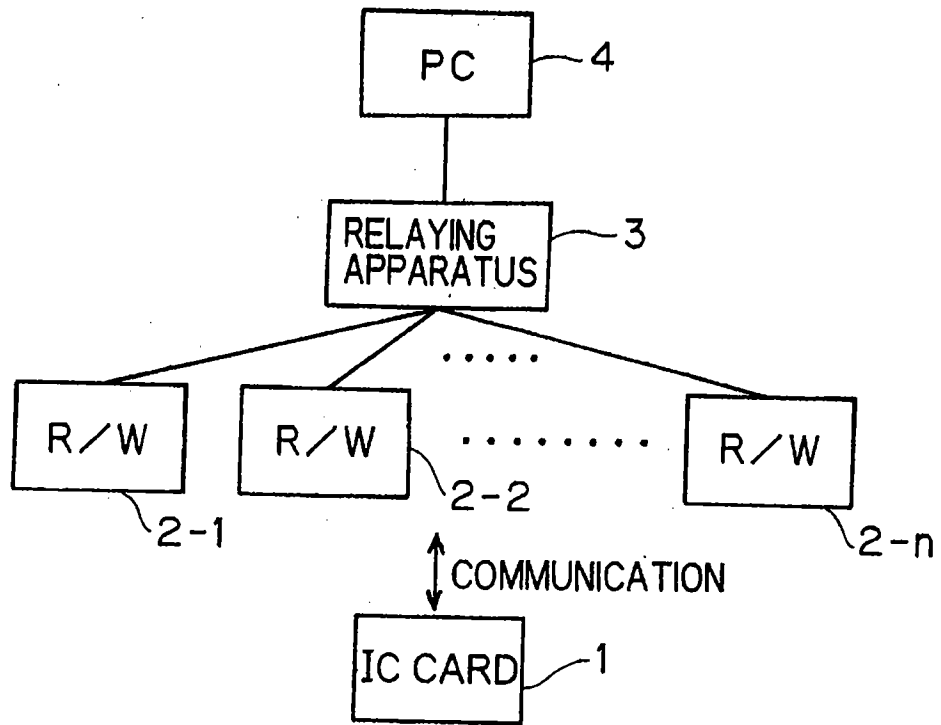 PC
4
RELAYING
APPARATUS
3
.....
R/W
R/W
.........
R/W
2-1
2-2
2-n
COMMUNICATION
IC CARD
1